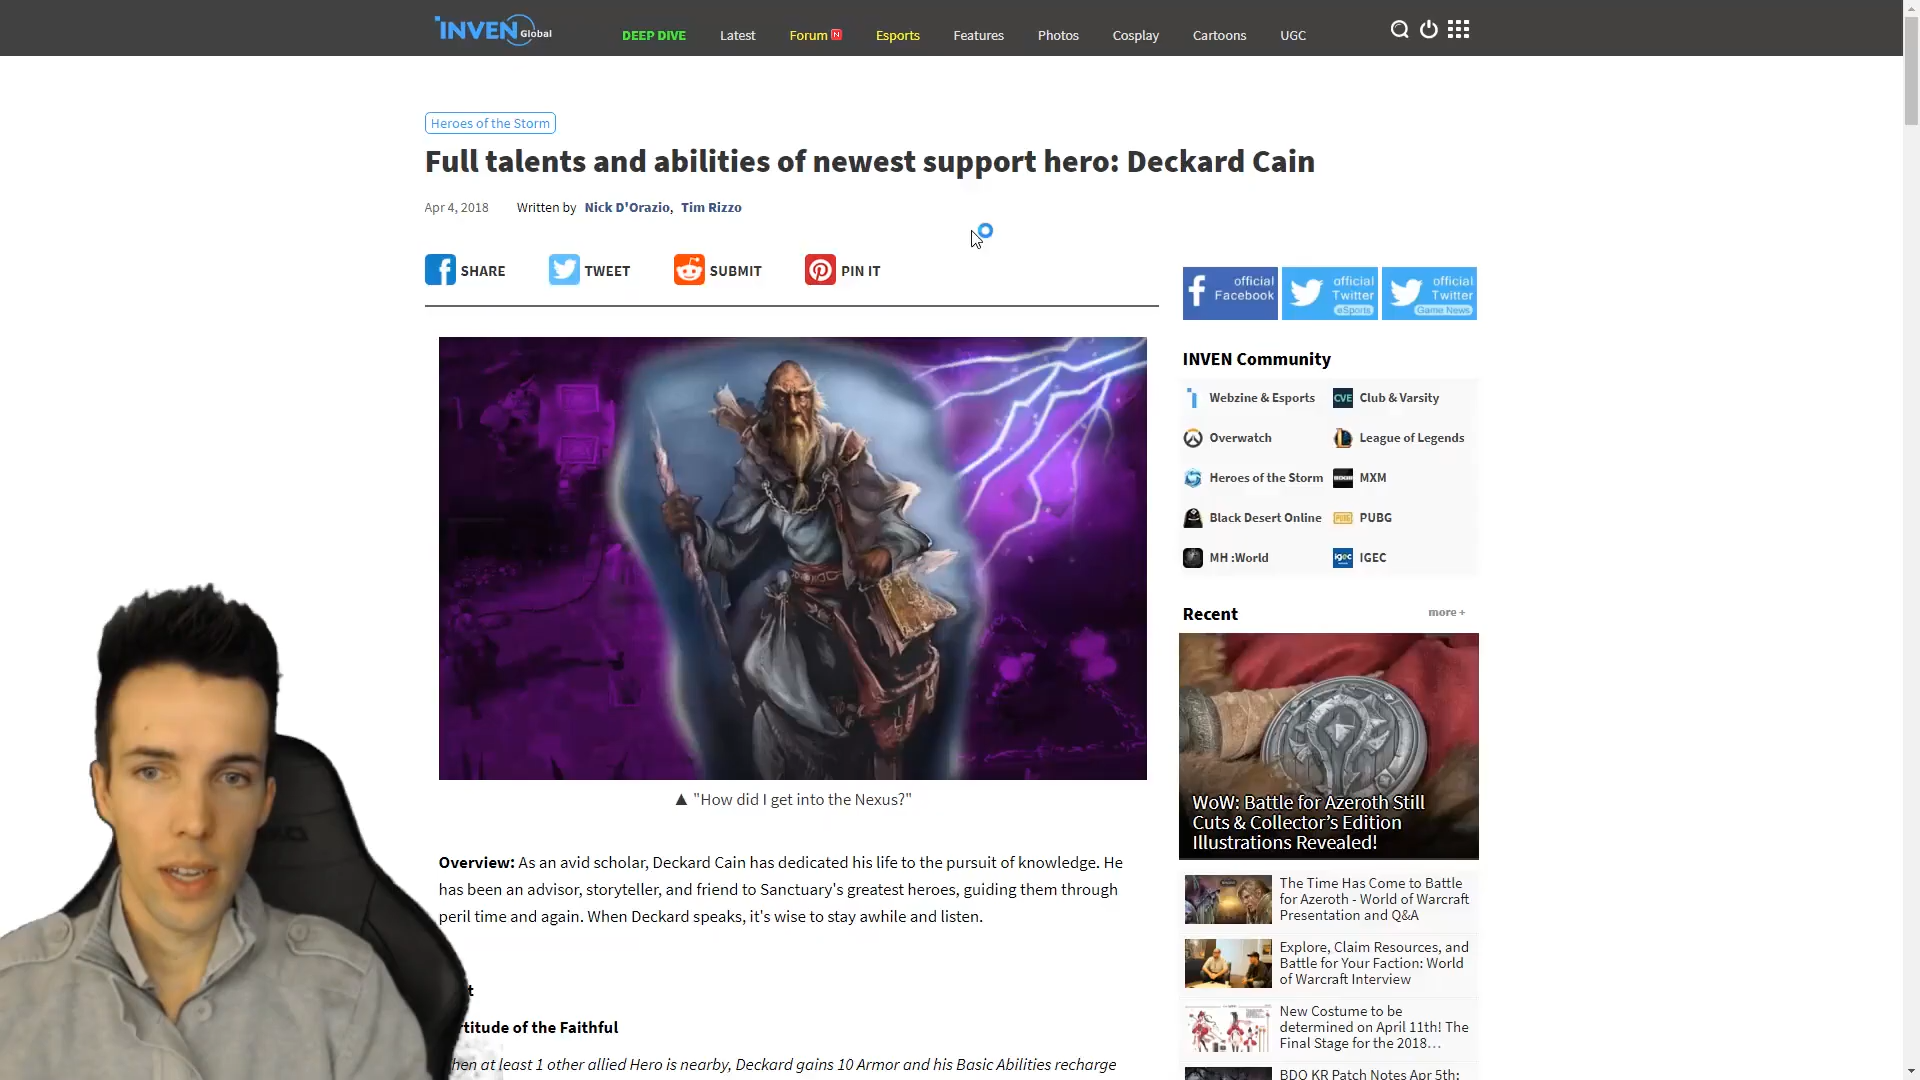 INVEN Global
DEEP DIVE
Latest
Forum N
Esports
Features
Photos
Cosplay
Cartoons
UGC
Heroes of the Storm
Full talents and abilities of newest support hero: Deckard Cain
Apr 4, 2018 Written by Nick D'Orazio, Tim Rizzo
SHARE
TWEET
SUBMIT
PIN IT
official Facebook
official Twitter eSports
official Twitter Game News
▲ "How did I get into the Nexus?"
Overview: As an avid scholar, Deckard Cain has dedicated his life to the pursuit of knowledge. He
has been an advisor, storyteller, and friend to Sanctuary's greatest heroes, guiding them through
peril time and again. When Deckard speaks, it's wise to stay awhile and listen.
t
rtitude of the Faithful
hen at least 1 other allied Hero is nearby, Deckard gains 10 Armor and his Basic Abilities recharge
INVEN Community
Webzine & Esports
CVE Club & Varsity
Overwatch
League of Legends
Heroes of the Storm
MXM
Black Desert Online
PUBG PUBG
MH :World
igec IGEC
Recent
more +
WoW: Battle for Azeroth Still
Cuts & Collector's Edition
Illustrations Revealed!
The Time Has Come to Battle
for Azeroth - World of Warcraft
Presentation and Q&A
Explore, Claim Resources, and
Battle for Your Faction: World
of Warcraft Interview
New Costume to be
determined on April 11th! The
Final Stage for the 2018...
BDO KR Patch Notes Apr 5th: